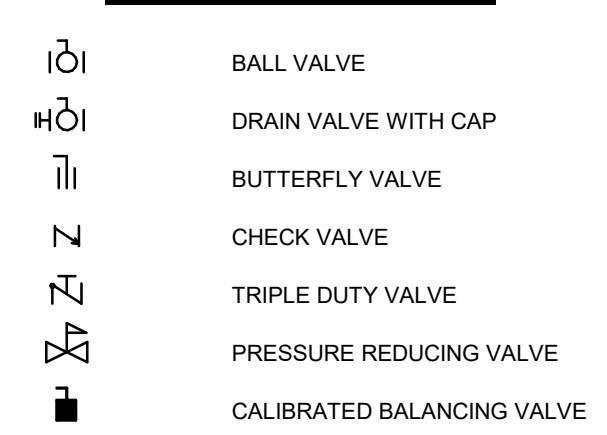 BALL VALVE
DRAIN VALVE WITH CAP
BUTTERFLY VALVE
CHECK VALVE
TRIPLE DUTY VALVE
PRESSURE REDUCING VALVE
CALIBRATED BALANCING VALVE